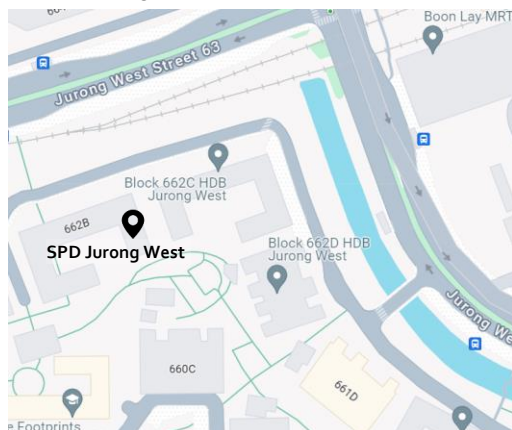 Boon Lay MRT
Jurong West Street 63
Block 662C HDB
Jurong West
662B
SPD Jurong West
Block 662D HDB
Jurong West
Jurong We
660C
661D
e Footprints